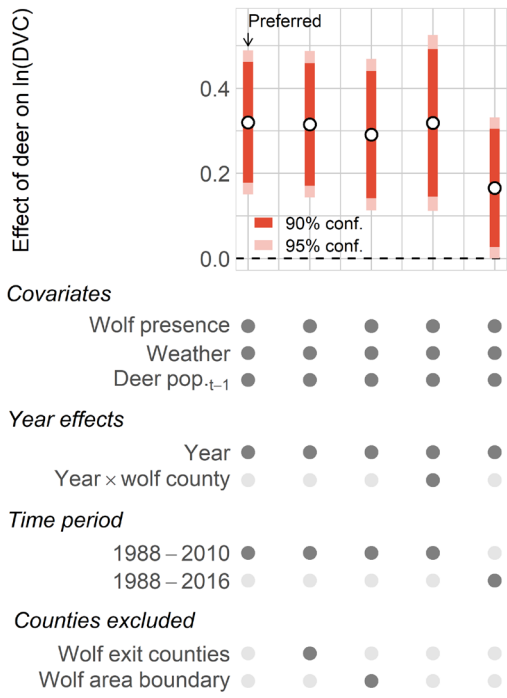 Preferred
Effect of deer on ln(DVC)
0.4
0.2
0.0
90% conf.
95% conf.
Covariates
Wolf presence
Weather
Deer pop.t−1
Year effects
Year
Year × wolf county
Time period
1988 − 2010
1988 − 2016
Counties excluded
Wolf exit counties
Wolf area boundary